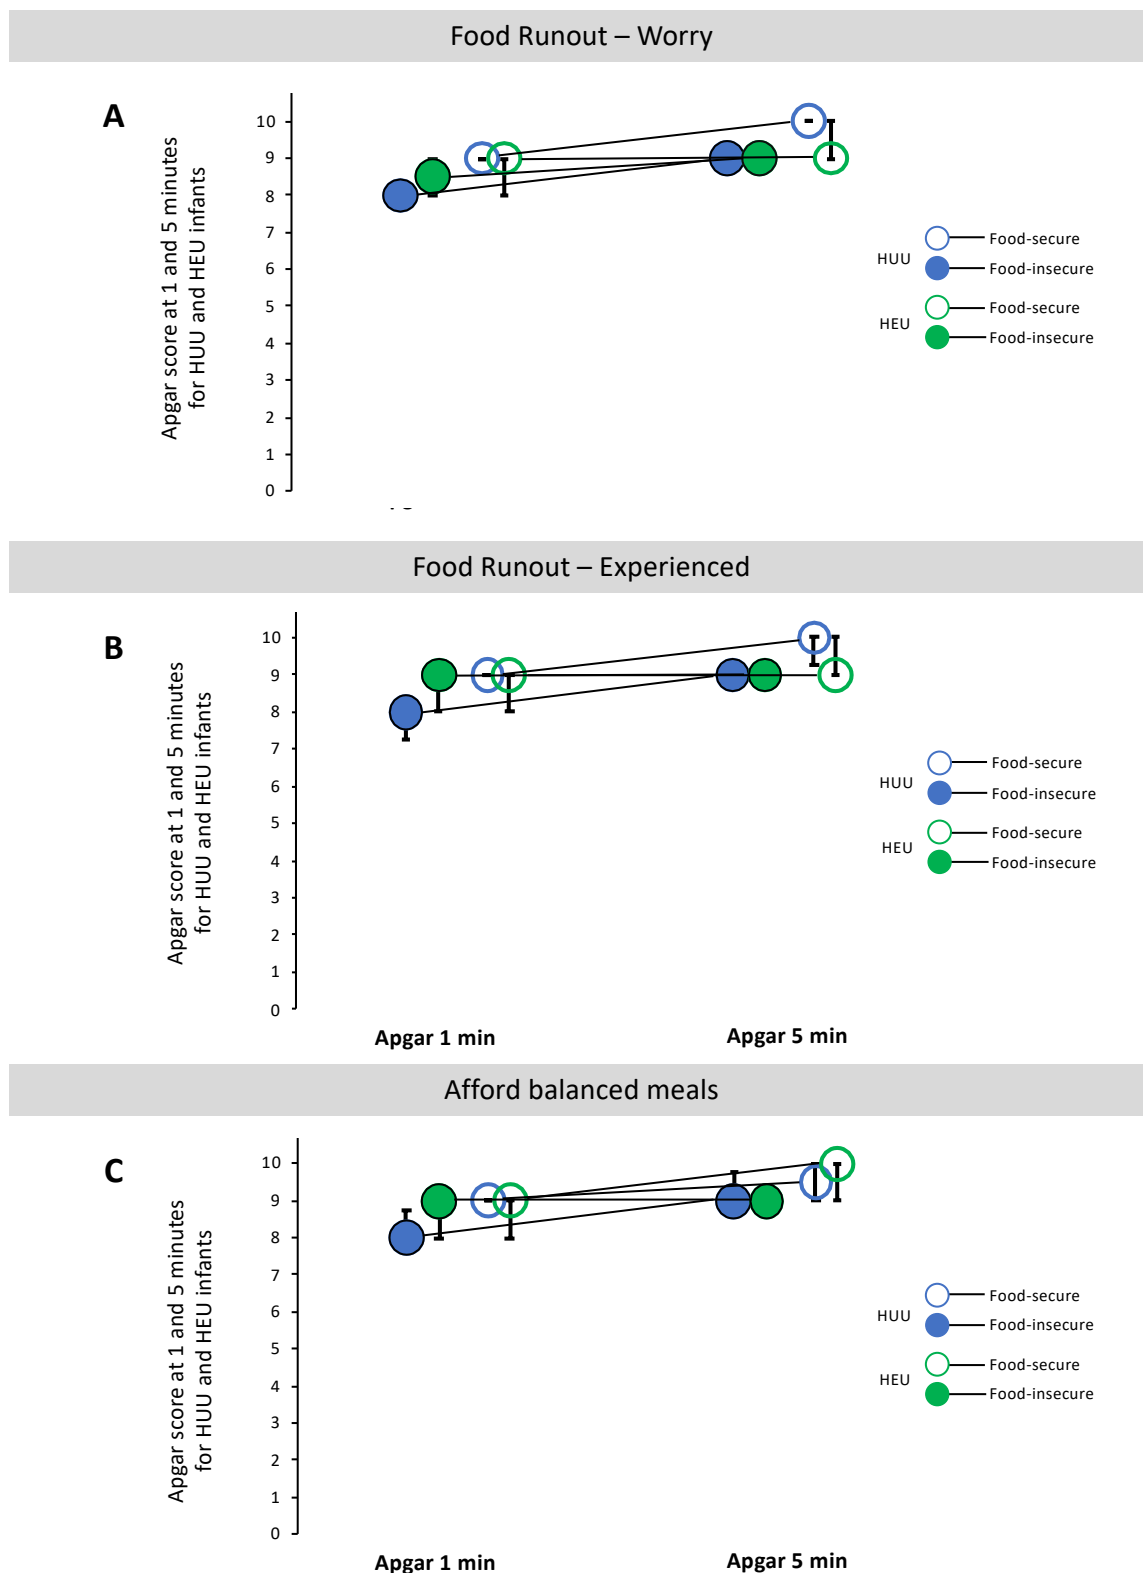 Food Runout – Worry
A
Apgar score at 1 and 5 minutes
for HUU and HEU infants
10
9
8
7
6
5
4
3
2
1
0
HUU
Food-secure
Food-insecure
HEU
Food-secure
Food-insecure
Food Runout – Experienced
B
Apgar score at 1 and 5 minutes
for HUU and HEU infants
10
9
8
7
6
5
4
3
2
1
0
Apgar 1 min
Apgar 5 min
HUU
Food-secure
Food-insecure
HEU
Food-secure
Food-insecure
Afford balanced meals
C
Apgar score at 1 and 5 minutes
for HUU and HEU infants
10
9
8
7
6
5
4
3
2
1
0
Apgar 1 min
Apgar 5 min
HUU
Food-secure
Food-insecure
HEU
Food-secure
Food-insecure